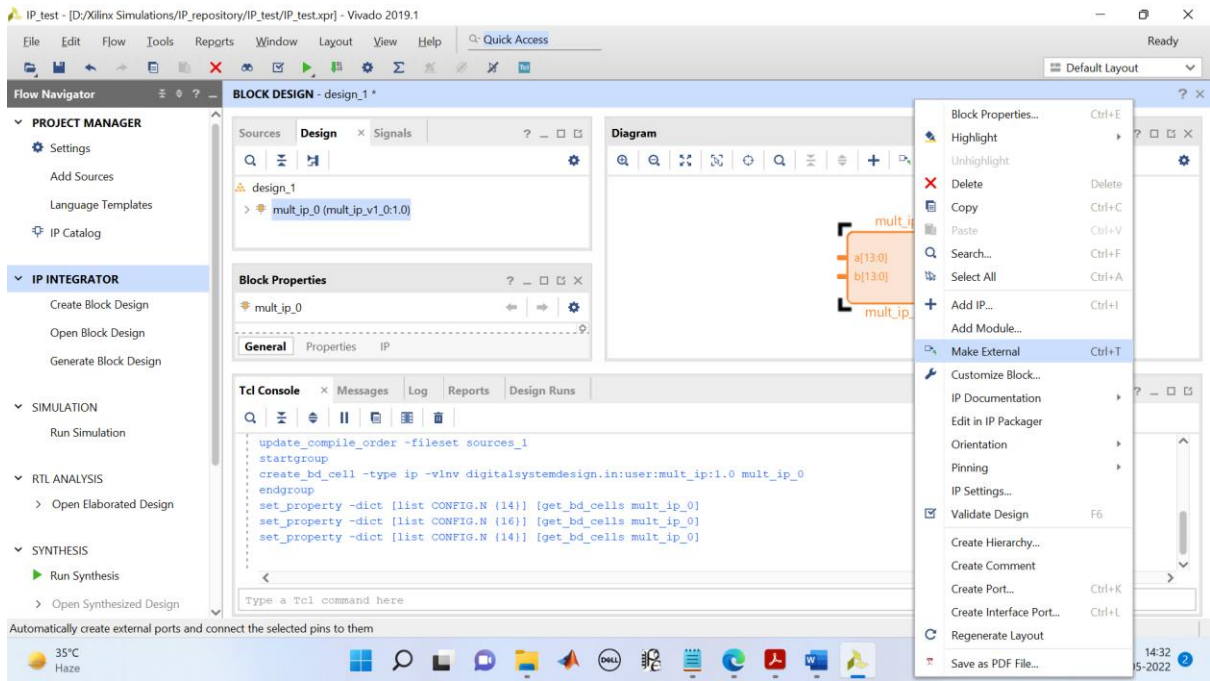 IP_test - [D:/Xilinx Simulations/IP_repository/IP_test/IP_test.xpr] - Vivado 2019.1
File Edit Flow Tools Reports Window Layout View Help Quick Access Ready
Default Layout
Flow Navigator
PROJECT MANAGER
Settings
Add Sources
Language Templates
IP Catalog
IP INTEGRATOR
Create Block Design
Open Block Design
Generate Block Design
SIMULATION
Run Simulation
RTL ANALYSIS
Open Elaborated Design
SYNTHESIS
Run Synthesis
Open Synthesized Design
BLOCK DESIGN - design_1 *
Sources Design Signals
design_1
mult_ip_0 (mult_ip_v1_0:1.0)
Block Properties
mult_ip_0
General Properties IP
Diagram
mult_ip
a[13:0]
b[13:0]
mult_ip_
Tcl Console Messages Log Reports Design Runs
update_compile_order -fileset sources_1
startgroup
create_bd_cell -type ip -vlnv digitalsystemdesign.in:user:mult_ip:1.0 mult_ip_0
endgroup
set_property -dict [list CONFIG.N {14}] [get_bd_cells mult_ip_0]
set_property -dict [list CONFIG.N {16}] [get_bd_cells mult_ip_0]
set_property -dict [list CONFIG.N {14}] [get_bd_cells mult_ip_0]
Type a Tcl command here
Block Properties... Ctrl+E
Highlight
Unhighlight
Delete Delete
Copy Ctrl+C
Paste Ctrl+V
Search... Ctrl+F
Select All Ctrl+A
Add IP... Ctrl+I
Add Module...
Make External Ctrl+T
Customize Block...
IP Documentation
Edit in IP Packager
Orientation
Pinning
IP Settings...
Validate Design F6
Create Hierarchy...
Create Comment
Create Port... Ctrl+K
Create Interface Port... Ctrl+L
Regenerate Layout
Save as PDF File...
Automatically create external ports and connect the selected pins to them
35°C
Haze
DELL
14:32
5-2022
2